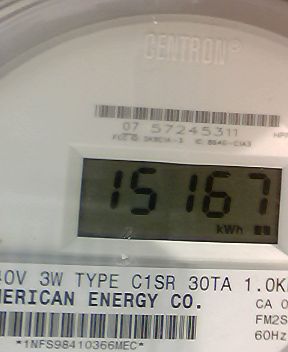 CENTRON®
07 57245311
15167
kWh
40V 3W TYPE C1SR 30TA 1.0K
MERICAN ENERGY CO.
CA 0
FM2S
60Hz
*1NFS98410366MEC*